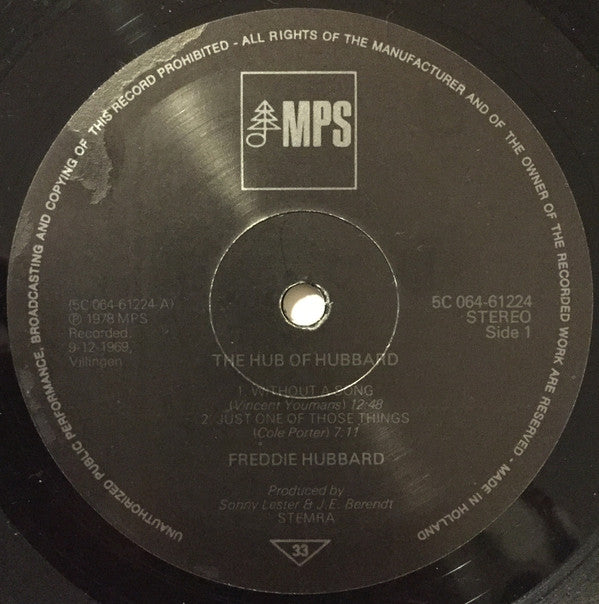 UNAUTHORIZED PUBLIC PERFORMANCE, BROADCASTING AND COPYING OF THIS RECORD PROHIBITED - ALL RIGHTS OF THE MANUFACTURER AND OF THE OWNER OF THE RECORDED WORK ARE RESERVED - MADE IN HOLLAND
MPS
(5C 064-61224-A)
℗ 1978 MPS
Recorded
9-12-1969,
Villingen
5C 064-61224
STEREO
Side 1
THE HUB OF HUBBARD
1. WITHOUT A SONG
(Vincent Youmans) 12:48
2. JUST ONE OF THOSE THINGS
(Cole Porter) 7:11
FREDDIE HUBBARD
Produced by
Sonny Lester & J.E. Berendt
STEMRA
33